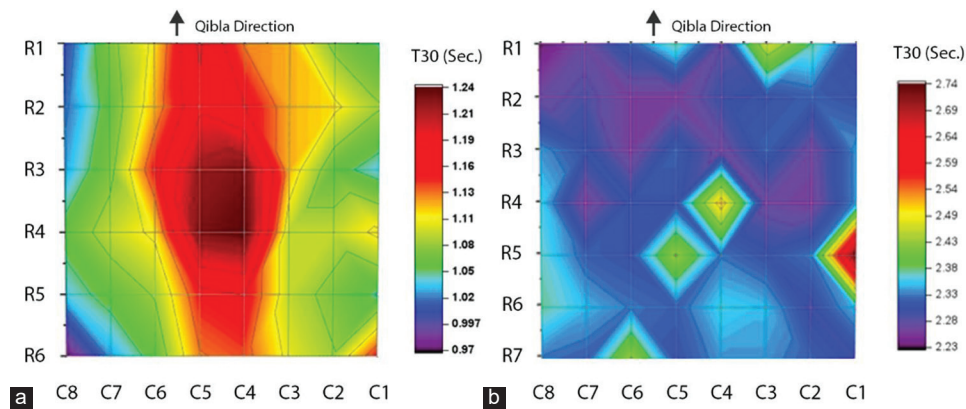 Qibla Direction
R1
R2
R3
R4
R5
R6
C8 C7 C6 C5 C4 C3 C2 C1
T30 (Sec.)
1.24
1.21
1.18
1.16
1.13
1.11
1.08
1.05
1.02
0.997
0.97
a
Qibla Direction
R1
R2
R3
R4
R5
R6
R7
C8 C7 C6 C5 C4 C3 C2 C1
T30 (Sec.)
2.74
2.69
2.64
2.59
2.54
2.49
2.43
2.38
2.33
2.28
2.23
b